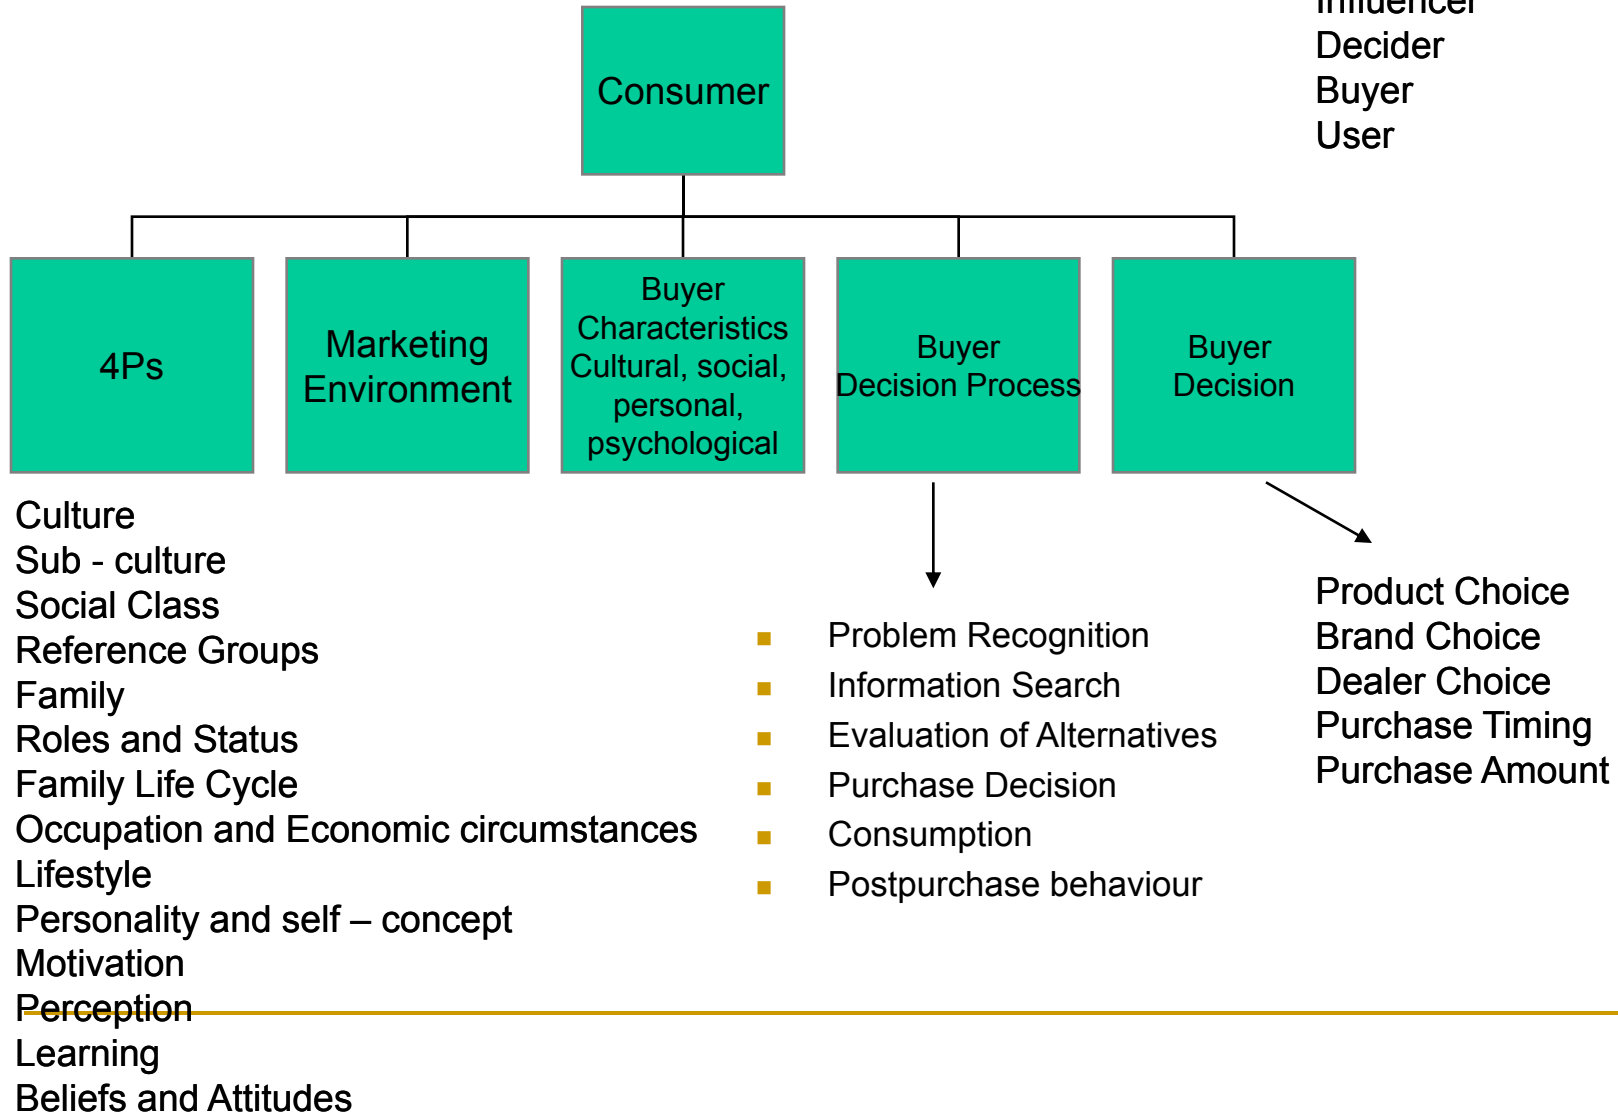 Influencer
Decider
Buyer
User
Consumer
4Ps
Marketing
Environment
Buyer
Characteristics
Cultural, social,
personal,
psychological
Buyer
Decision Process
Buyer
Decision
Culture
Sub - culture
Social Class
Reference Groups
Family
Roles and Status
Family Life Cycle
Occupation and Economic circumstances
Lifestyle
Personality and self – concept
Motivation
Perception
Learning
Beliefs and Attitudes
Problem Recognition
Information Search
Evaluation of Alternatives
Purchase Decision
Consumption
Postpurchase behaviour
Product Choice
Brand Choice
Dealer Choice
Purchase Timing
Purchase Amount